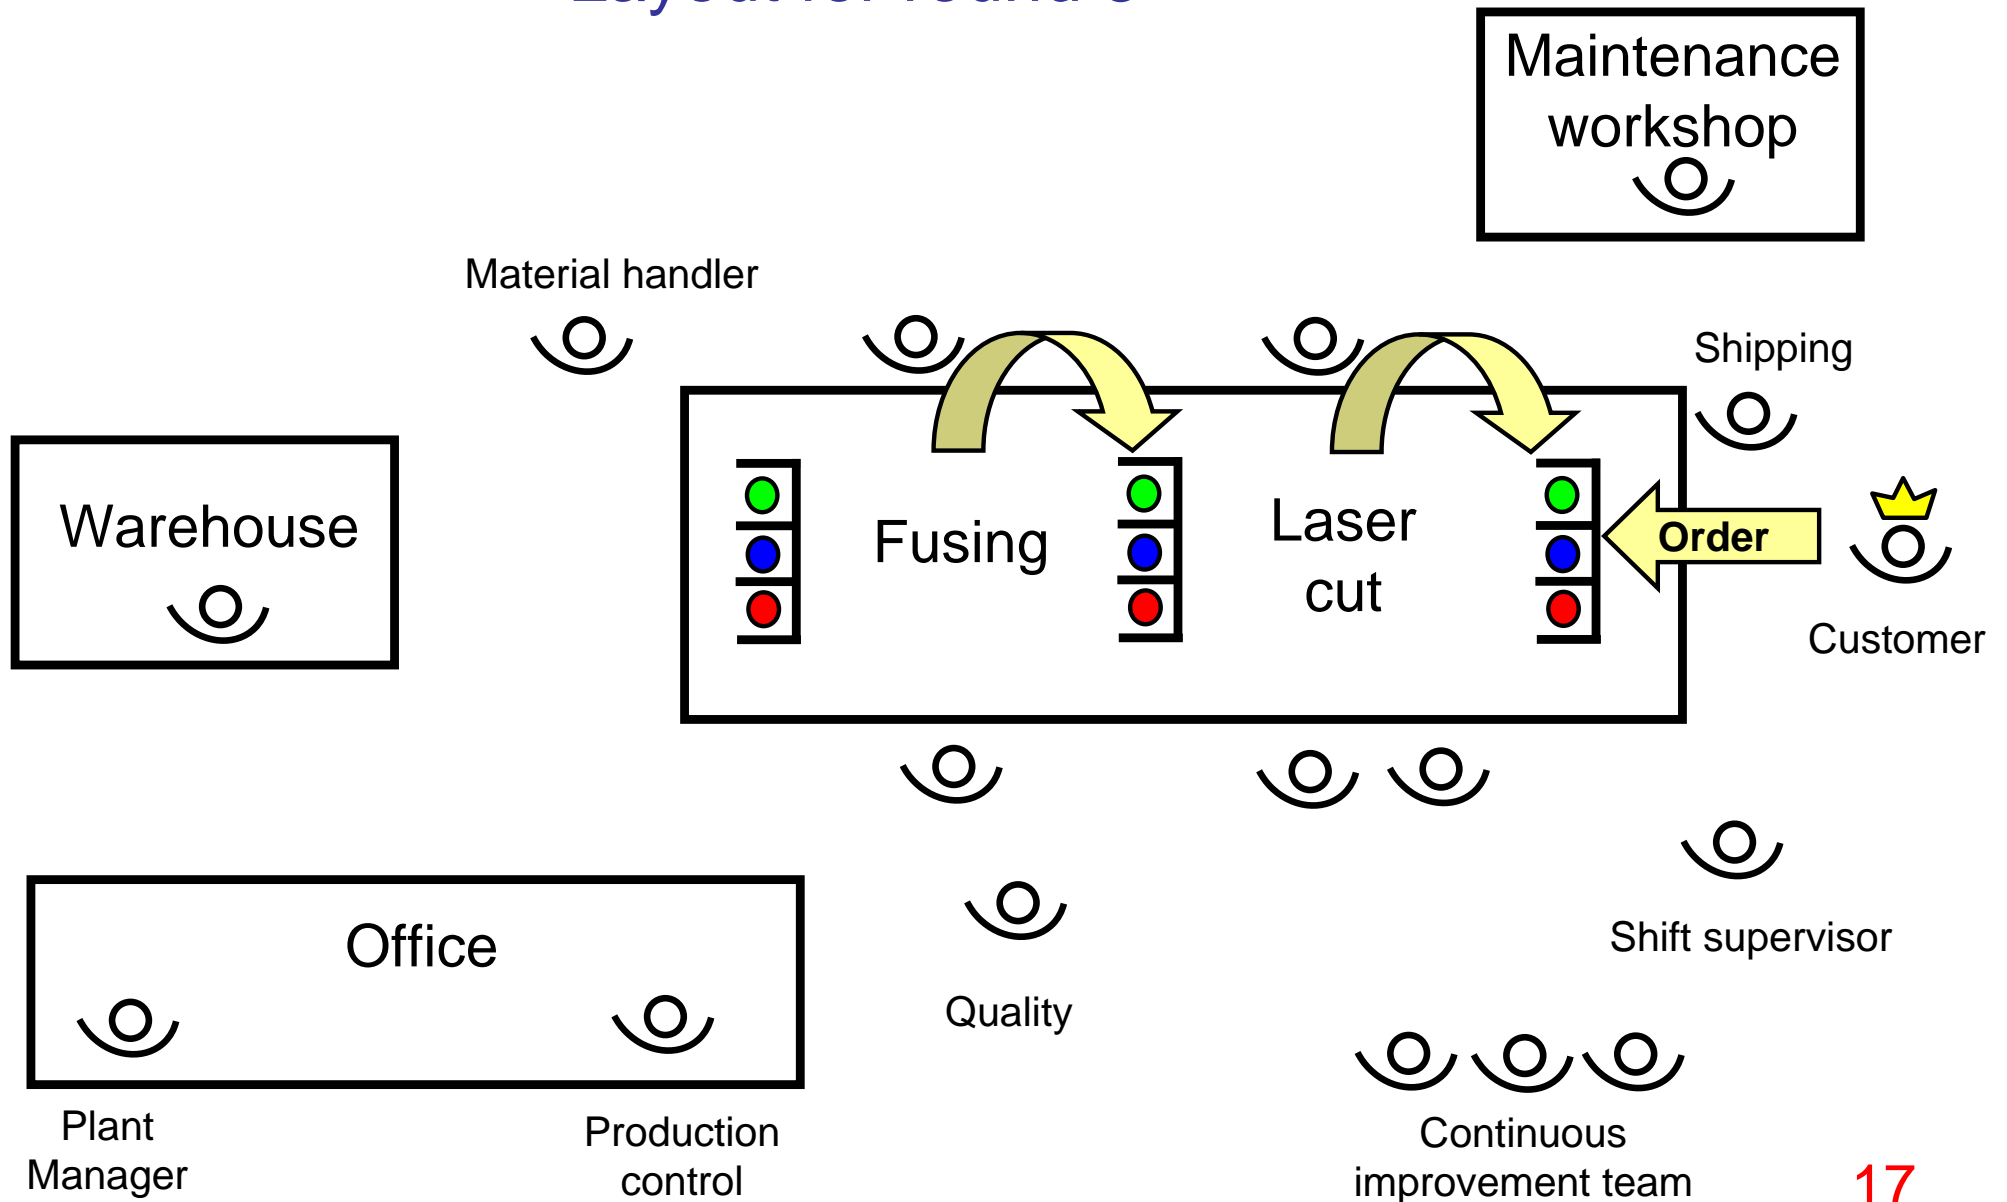 Maintenance
workshop
Material handler
Shipping
Warehouse
Fusing
Laser
cut
Order
Customer
Office
Shift supervisor
Quality
Plant
Manager
Production
control
Continuous
improvement team
17